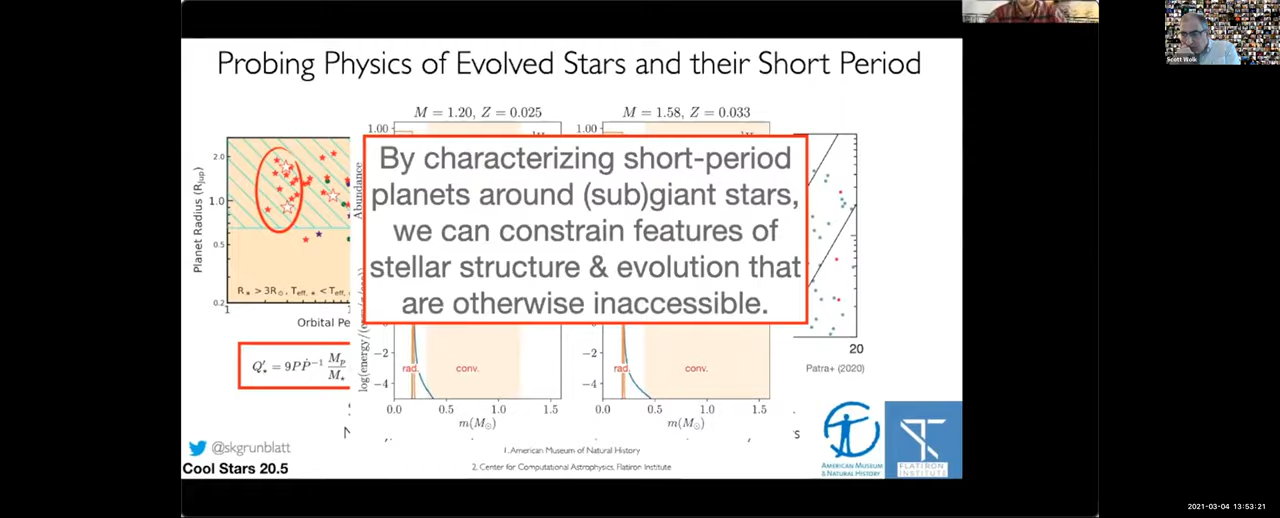 Probing Physics of Evolved Stars and their Short Period
Scott Wolk
M = 1.20, Z = 0.025
M = 1.58, Z = 0.033
1.00
1.00
Abundance
By characterizing short-period
planets around (sub)giant stars,
we can constrain features of
stellar structure & evolution that
are otherwise inaccessible.
Planet Radius (RJup)
2.0
1.0
0.5
0.2
R⋆ > 3R⊙, Teff,⋆ < Teff,
1
Orbital Pe
Q'⋆ = 9PṖ⁻¹ Mp/M⋆
log(energy/
−2
−4
rad.
conv.
0.0
0.5
1.0
1.5
m(M⊙)
−2
−4
rad.
conv.
0.0
0.5
1.0
1.5
m(M⊙)
20
Patra+ (2020)
@skgrunblatt
Cool Stars 20.5
1. American Museum of Natural History
2. Center for Computational Astrophysics, Flatiron Institute
AMERICAN MUSEUM
& NATURAL HISTORY
FLATIRON
INSTITUTE
2021-03-04 13:53:21